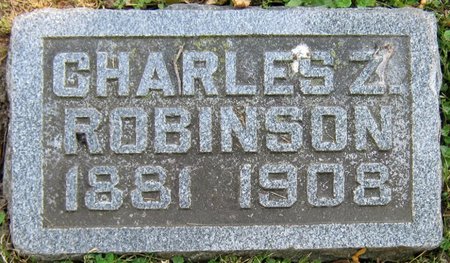 CHARLES Z.
ROBINSON
1881 1908